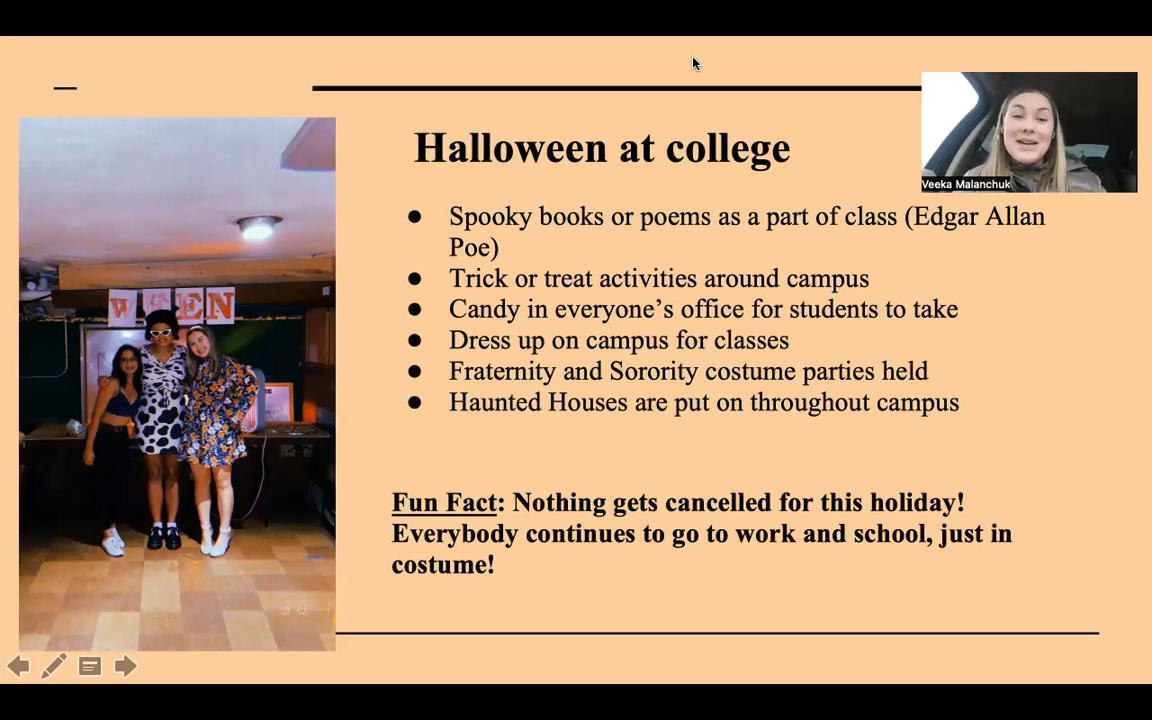 Halloween at college
Veeka Malanchuk
● Spooky books or poems as a part of class (Edgar Allan
Poe)
● Trick or treat activities around campus
● Candy in everyone’s office for students to take
● Dress up on campus for classes
● Fraternity and Sorority costume parties held
● Haunted Houses are put on throughout campus
WEEN
Fun Fact: Nothing gets cancelled for this holiday!
Everybody continues to go to work and school, just in
costume!